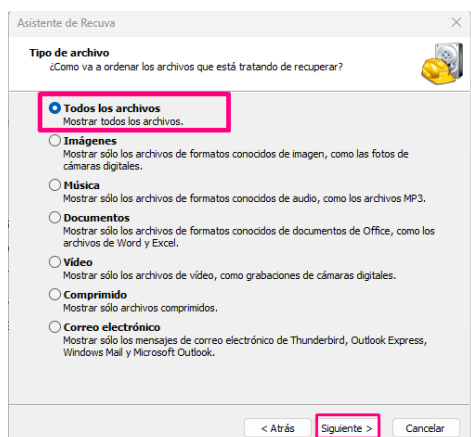 Asistente de Recuva
Tipo de archivo
¿Como va a ordenar los archivos que está tratando de recuperar?
Todos los archivos
Mostrar todos los archivos.
Imágenes
Mostrar sólo los archivos de formatos conocidos de imagen, como las fotos de
cámaras digitales.
Música
Mostrar sólo los archivos de formatos conocidos de audio, como los archivos MP3.
Documentos
Mostrar sólo los archivos de formatos conocidos de documentos de Office, como los
archivos de Word y Excel.
Vídeo
Mostrar sólo los archivos de vídeo, como grabaciones de cámaras digitales.
Comprimido
Mostrar sólo archivos comprimidos.
Correo electrónico
Mostrar sólo los mensajes de correo electrónico de Thunderbird, Outlook Express,
Windows Mail y Microsoft Outlook.
< Atrás Siguiente > Cancelar